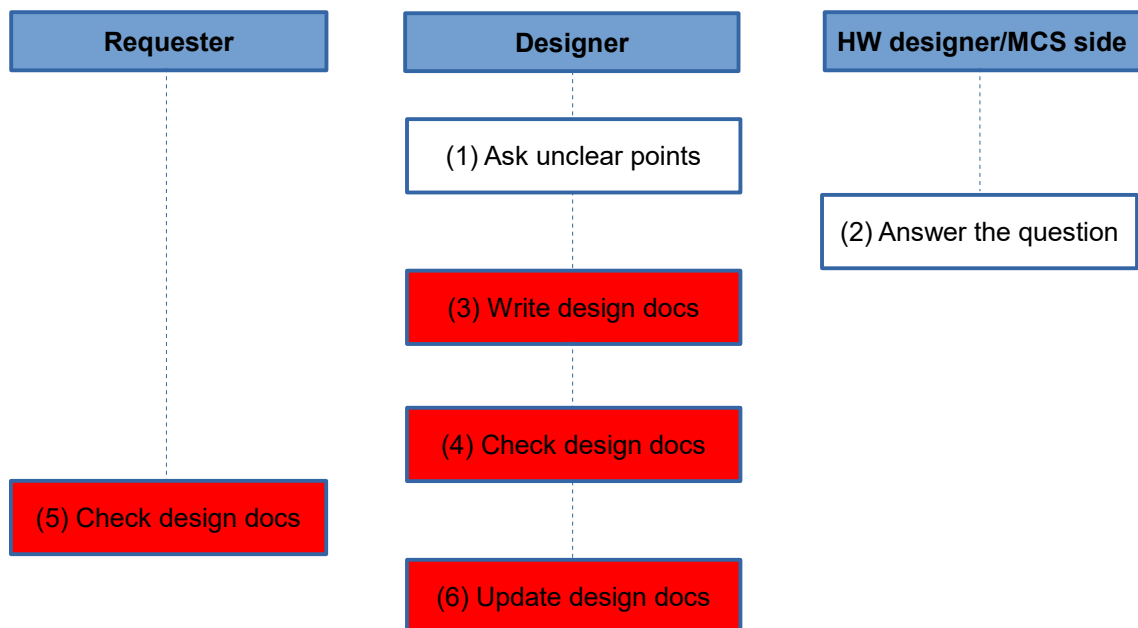 Requester
Designer
HW designer/MCS side
(1) Ask unclear points
(2) Answer the question
(3) Write design docs
(4) Check design docs
(5) Check design docs
(6) Update design docs